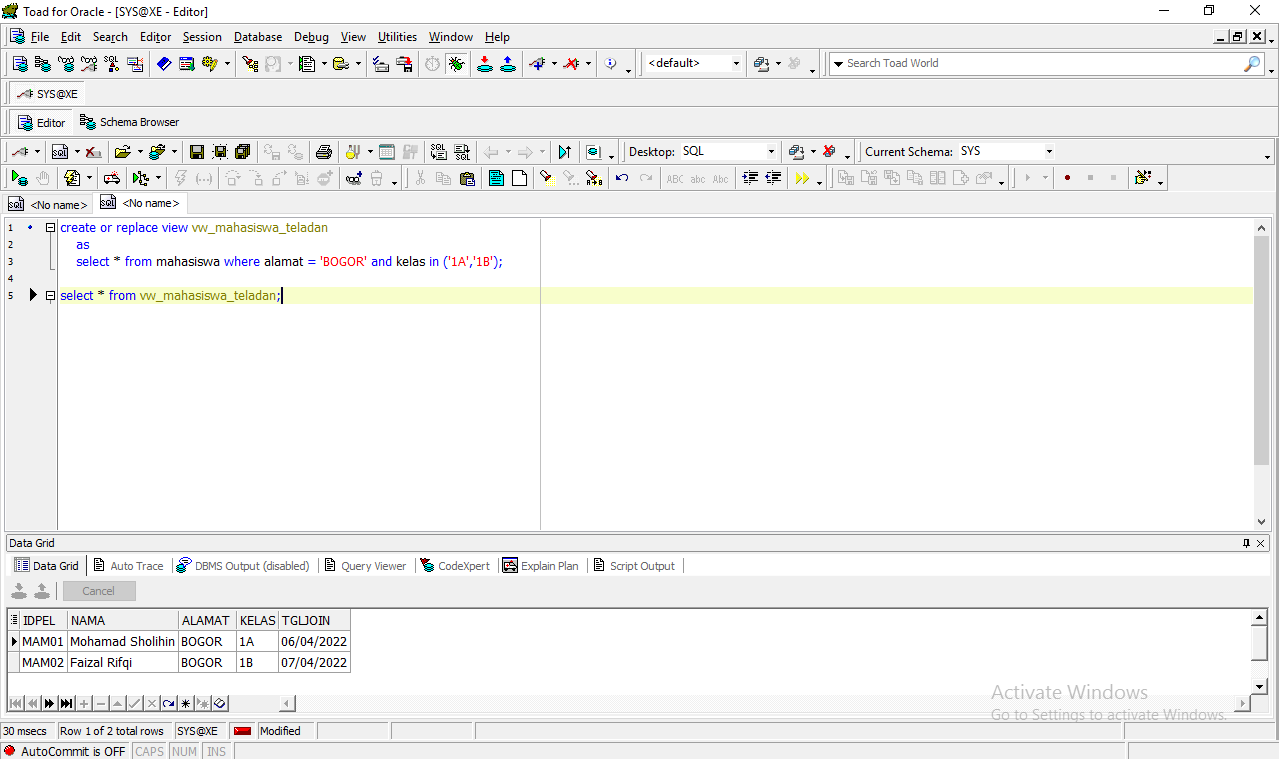 Toad for Oracle - [SYS@XE - Editor]
File Edit Search Editor Session Database Debug View Utilities Window Help
<default> Search Toad World
SYS@XE
Editor Schema Browser
Desktop: SQL Current Schema: SYS
<No name> <No name>
1 create or replace view vw_mahasiswa_teladan
2 as
3 select * from mahasiswa where alamat = 'BOGOR' and kelas in ('1A','1B');
4
5 select * from vw_mahasiswa_teladan;
Data Grid
Data Grid Auto Trace DBMS Output (disabled) Query Viewer CodeXpert Explain Plan Script Output
Cancel
IDPEL NAMA ALAMAT KELAS TGLJOIN
MAM01 Mohamad Sholihin BOGOR 1A 06/04/2022
MAM02 Faizal Rifqi BOGOR 1B 07/04/2022
Activate Windows
Go to Settings to activate Windows.
30 msecs Row 1 of 2 total rows SYS@XE Modified
AutoCommit is OFF CAPS NUM INS